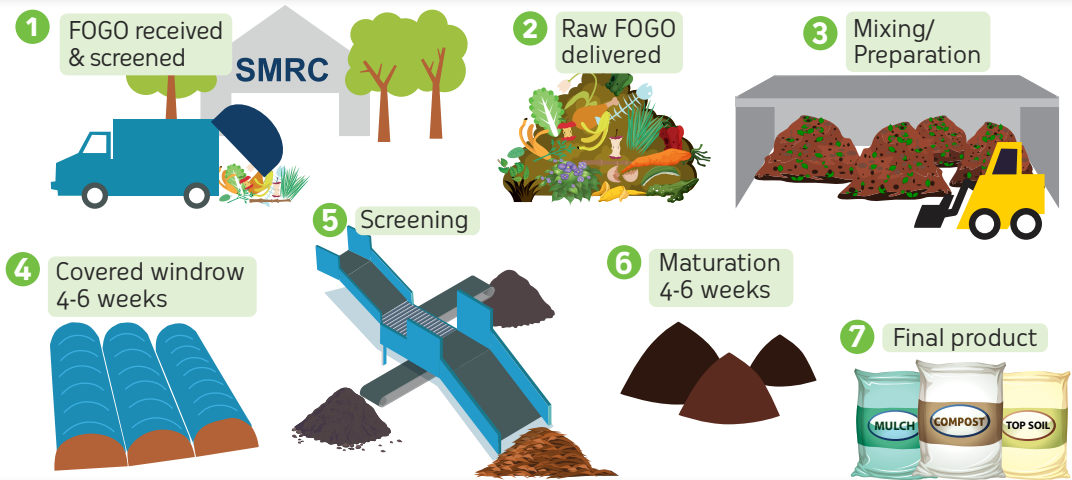 1
FOGO received
& screened
SMRC
2
Raw FOGO
delivered
3
Mixing/
Preparation
4
Covered windrow
4-6 weeks
5
Screening
6
Maturation
4-6 weeks
7
Final product
MULCH
COMPOST
TOP SOIL